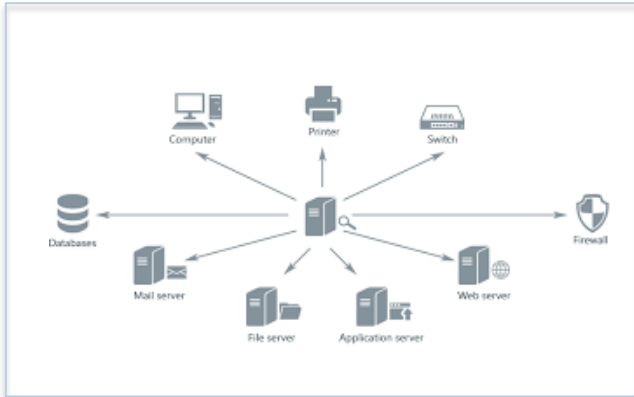 Printer
Computer
Switch
Databases
Firewall
Mail server
Web server
File server
Application server